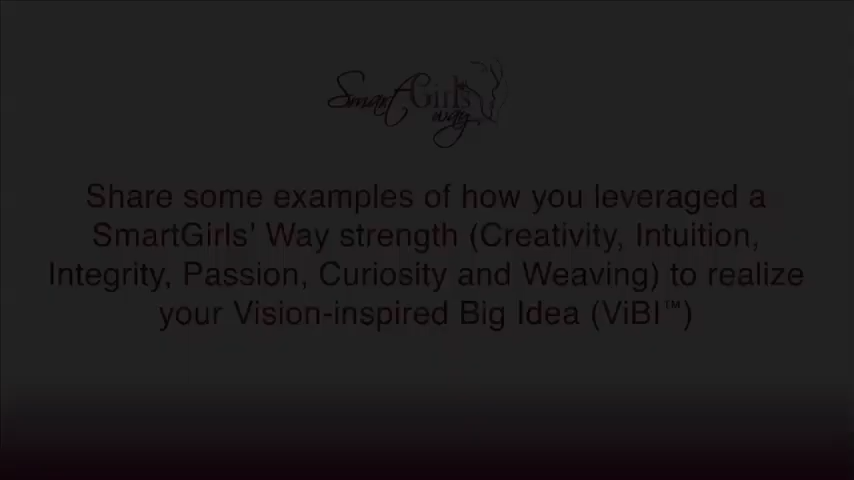 SmartGirls
way
Share some examples of how you leveraged a
SmartGirls' Way strength (Creativity, Intuition,
Integrity, Passion, Curiosity and Weaving) to realize
your Vision-inspired Big Idea (ViBI™)